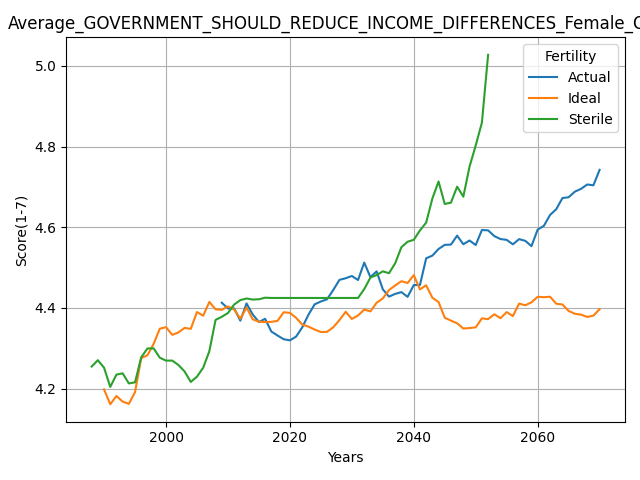 Average_GOVERNMENT_SHOULD_REDUCE_INCOME_DIFFERENCES_Female_
Fertility
Actual
Ideal
Sterile
Score(1-7)
5.0
4.8
4.6
4.4
4.2
2000 2020 2040 2060
Years